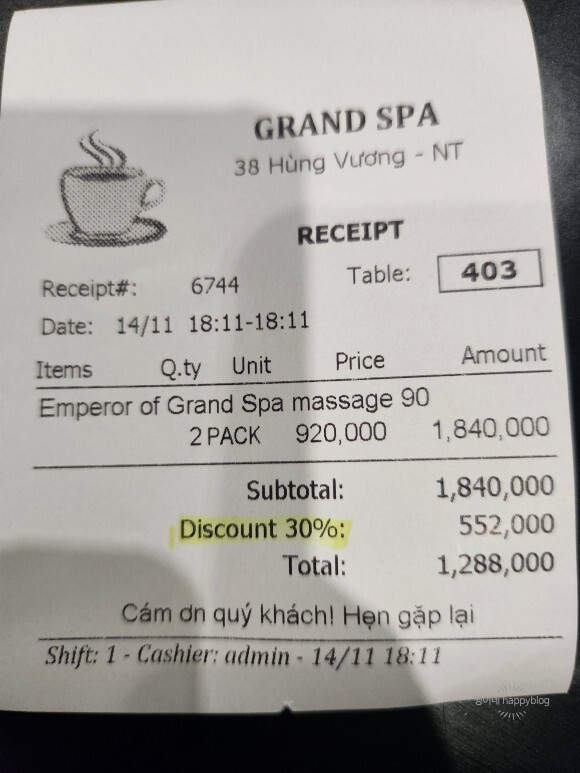 GRAND SPA
38 Hùng Vương - NT
RECEIPT
Receipt#: 6744 Table: 403
Date: 14/11 18:11-18:11
Items Q.ty Unit Price Amount
Emperor of Grand Spa massage 90
2 PACK 920,000 1,840,000
Subtotal: 1,840,000
Discount 30%: 552,000
Total: 1,288,000
Cám ơn quý khách! Hẹn gặp lại
Shift: 1 - Cashier: admin - 14/11 18:11
happyblog